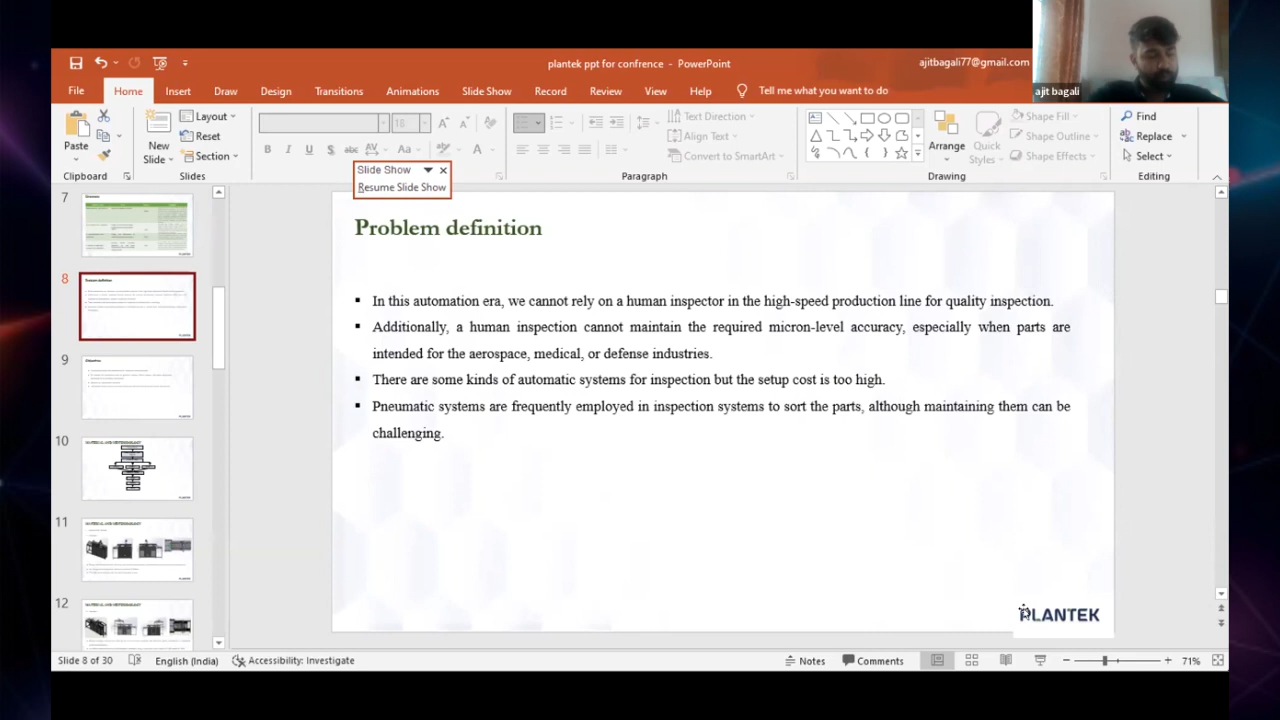 plantek ppt for confrence - PowerPoint
ajitbagali77@gmail.com
ajit bagali
File Home Insert Draw Design Transitions Animations Slide Show Record Review View Help Tell me what you want to do
Paste
Clipboard
New Slide
Layout
Reset
Section
Slides
18
B I U S abc AV Aa A
Text Direction
Align Text
Convert to SmartArt
Paragraph
Arrange
Quick Styles
Shape Fill
Shape Outline
Shape Effects
Drawing
Find
Replace
Select
Editing
Slide Show
Resume Slide Show
7
8
Problem definition
9
10
11
12
Problem definition
▪ In this automation era, we cannot rely on a human inspector in the high-speed production line for quality inspection.
▪ Additionally, a human inspection cannot maintain the required micron-level accuracy, especially when parts are
intended for the aerospace, medical, or defense industries.
▪ There are some kinds of automatic systems for inspection but the setup cost is too high.
▪ Pneumatic systems are frequently employed in inspection systems to sort the parts, although maintaining them can be
challenging.
PLANTEK
Slide 8 of 30 English (India) Accessibility: Investigate Notes Comments 71%